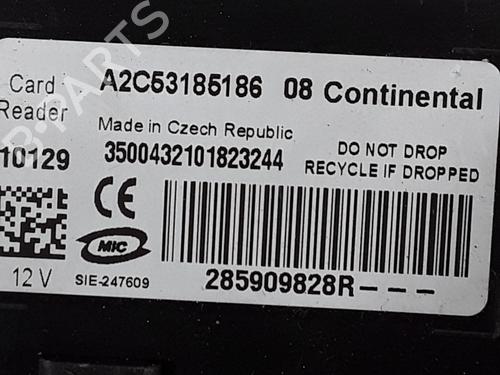 Card A2C53185186 08 Continental
Reader
Made in Czech Republic
DO NOT DROP
10129 3500432101823244 RECYCLE IF DROPPED
CE
MIC
12 V SIE-247609 285909828R---
B-PARTS